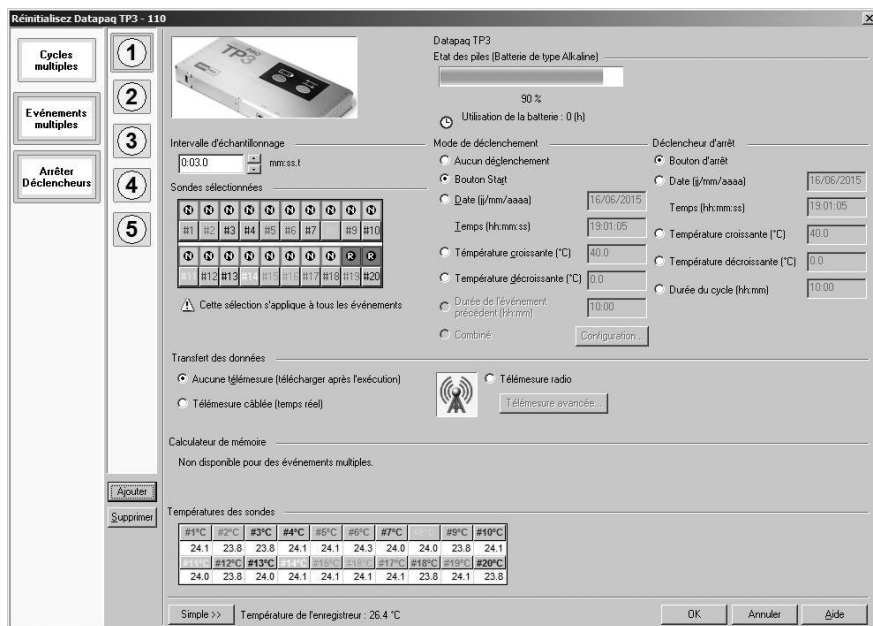 Réinitialisez Datapaq TP3 - 110
x
Cycles
multiples
Evénements
multiples
Arrêter
Déclencheurs
1
2
3
4
5
Ajouter
Supprimer
TP3
Datapaq TP3
Etat des piles (Batterie de type Alkaline)
90 %
Utilisation de la batterie : 0 (h)
Intervalle d'échantillonnage
0:03.0 mm:ss.t
Sondes sélectionnées
N N N N N N N N N N
#1 #2 #3 #4 #5 #6 #7 #9 #10
N N N N N N N N R R
#11 #12 #13 #14 #15 #16 #17 #18 #19 #20
Cette sélection s'applique à tous les événements
Mode de déclenchement
Aucun déclenchement
Bouton Start
Date (jj/mm/aaaa) 16/06/2015
Temps (hh:mm:ss) 19:01:05
Température croissante (°C) 40.0
Température décroissante (°C) 0.0
Durée de l'événement
précédent (hh:mm) 10:00
Combiné Configuration...
Déclencheur d'arrêt
Bouton d'arrêt
Date (jj/mm/aaaa) 16/06/2015
Temps (hh:mm:ss) 19:01:05
Température croissante (°C) 40.0
Température décroissante (°C) 0.0
Durée du cycle (hh:mm) 10:00
Transfert des données
Aucune télémesure (télécharger après l'exécution)
Télémesure câblée (temps réel)
Télémesure radio
Télémesure avancée...
Calculateur de mémoire
Non disponible pour des événements multiples.
Températures des sondes
#1°C #2°C #3°C #4°C #5°C #6°C #7°C #9°C #10°C
24.1 23.8 23.8 24.1 24.1 24.3 24.0 24.0 23.8 24.1
#11°C #12°C #13°C #14°C #15°C #16°C #17°C #18°C #19°C #20°C
24.0 23.8 24.0 24.1 24.1 24.1 24.1 23.8 24.1 23.8
Simple >> Température de l'enregistreur : 26.4 °C
OK Annuler Aide